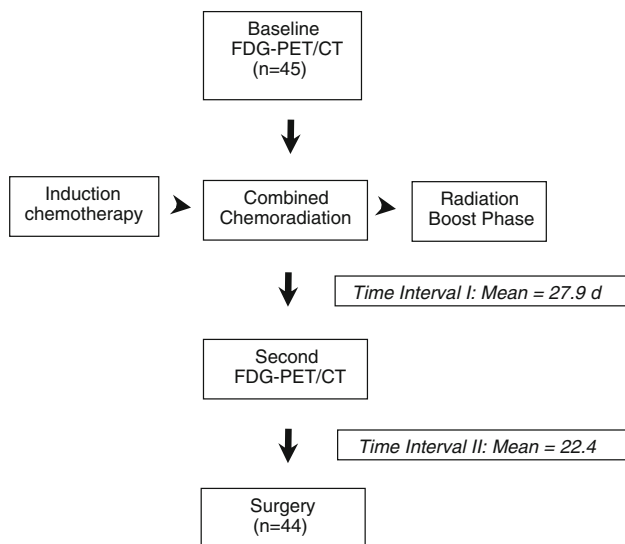 Baseline
FDG-PET/CT
(n=45)
Induction
chemotherapy
Combined
Chemoradiation
Radiation
Boost Phase
Time Interval I: Mean = 27.9 d
Second
FDG-PET/CT
Time Interval II: Mean = 22.4
Surgery
(n=44)